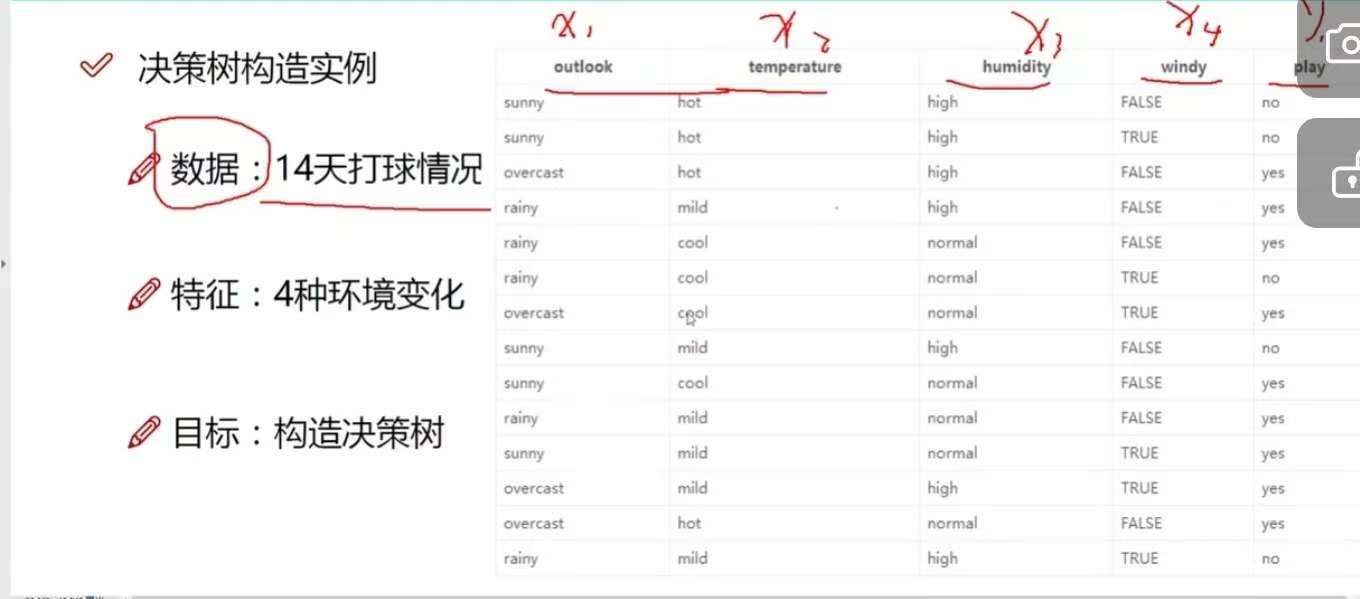 决策树构造实例
数据：14天打球情况
特征：4种环境变化
目标：构造决策树
x₁ x₂ x₃ x₄
outlook temperature humidity windy play
sunny hot high FALSE no
sunny hot high TRUE no
overcast hot high FALSE yes
rainy mild high FALSE yes
rainy cool normal FALSE yes
rainy cool normal TRUE no
overcast cool normal TRUE yes
sunny mild high FALSE no
sunny cool normal FALSE yes
rainy mild normal FALSE yes
sunny mild normal TRUE yes
overcast mild high TRUE yes
overcast hot normal FALSE yes
rainy mild high TRUE no